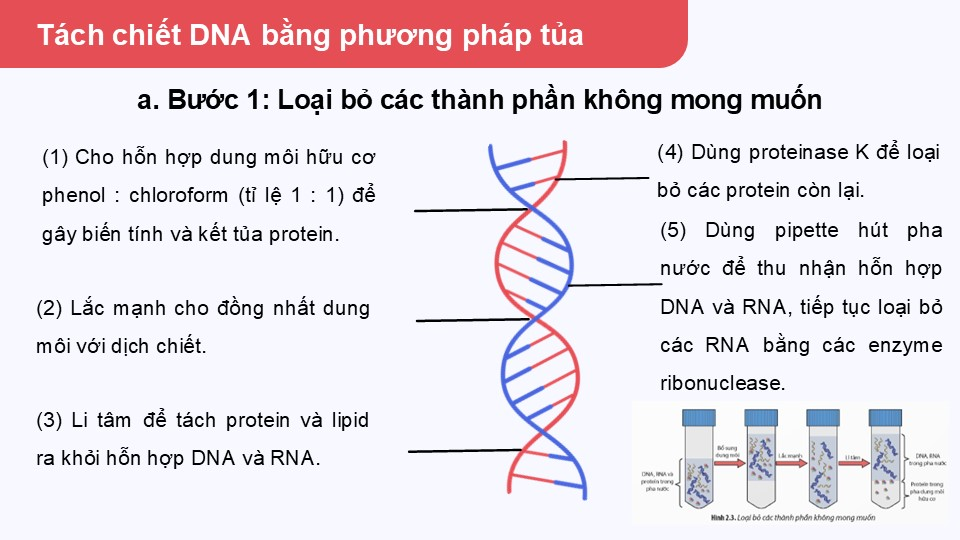 Tách chiết DNA bằng phương pháp tủa
a. Bước 1: Loại bỏ các thành phần không mong muốn
(1) Cho hỗn hợp dung môi hữu cơ
phenol : chloroform (tỉ lệ 1 : 1) để
gây biến tính và kết tủa protein.
(2) Lắc mạnh cho đồng nhất dung
môi với dịch chiết.
(3) Li tâm để tách protein và lipid
ra khỏi hỗn hợp DNA và RNA.
(4) Dùng proteinase K để loại
bỏ các protein còn lại.
(5) Dùng pipette hút pha
nước để thu nhận hỗn hợp
DNA và RNA, tiếp tục loại bỏ
các RNA bằng các enzyme
ribonuclease.
DNA, RNA và
protein trong
pha nước
Bổ sung
dung môi
Lắc mạnh
Li tâm
DNA, RNA
trong pha nước
Protein trong
pha dung môi
hữu cơ
Hình 2.3. Loại bỏ các thành phần không mong muốn